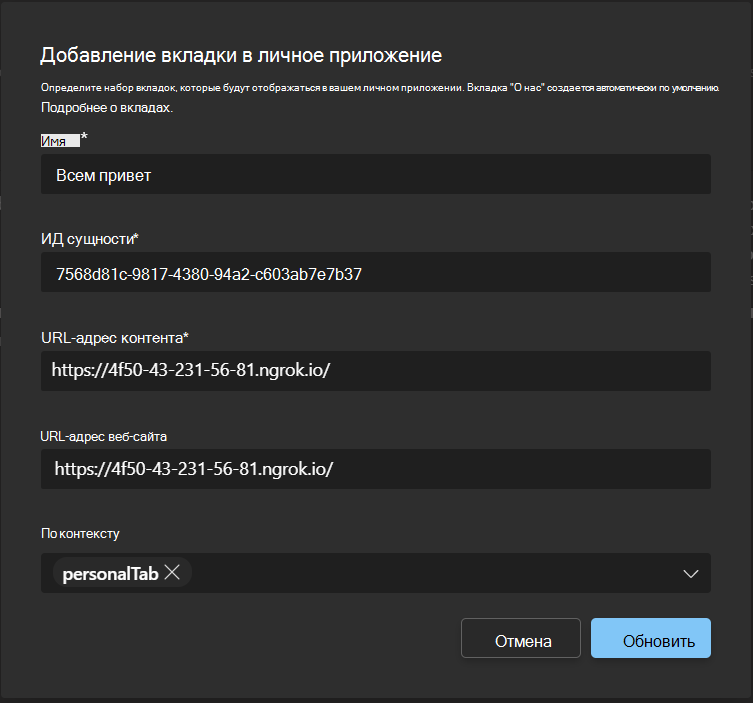 Добавление вкладки в личное приложение
Определите набор вкладок, которые будут отображаться в вашем личном приложении. Вкладка "О нас" создается автоматически по умолчанию.
Подробнее о вкладах.
Имя *
Всем привет
ИД сущности*
7568d81c-9817-4380-94a2-c603ab7e7b37
URL-адрес контента*
https://4f50-43-231-56-81.ngrok.io/
URL-адрес веб-сайта
https://4f50-43-231-56-81.ngrok.io/
По контексту
personalTab
Отмена Обновить